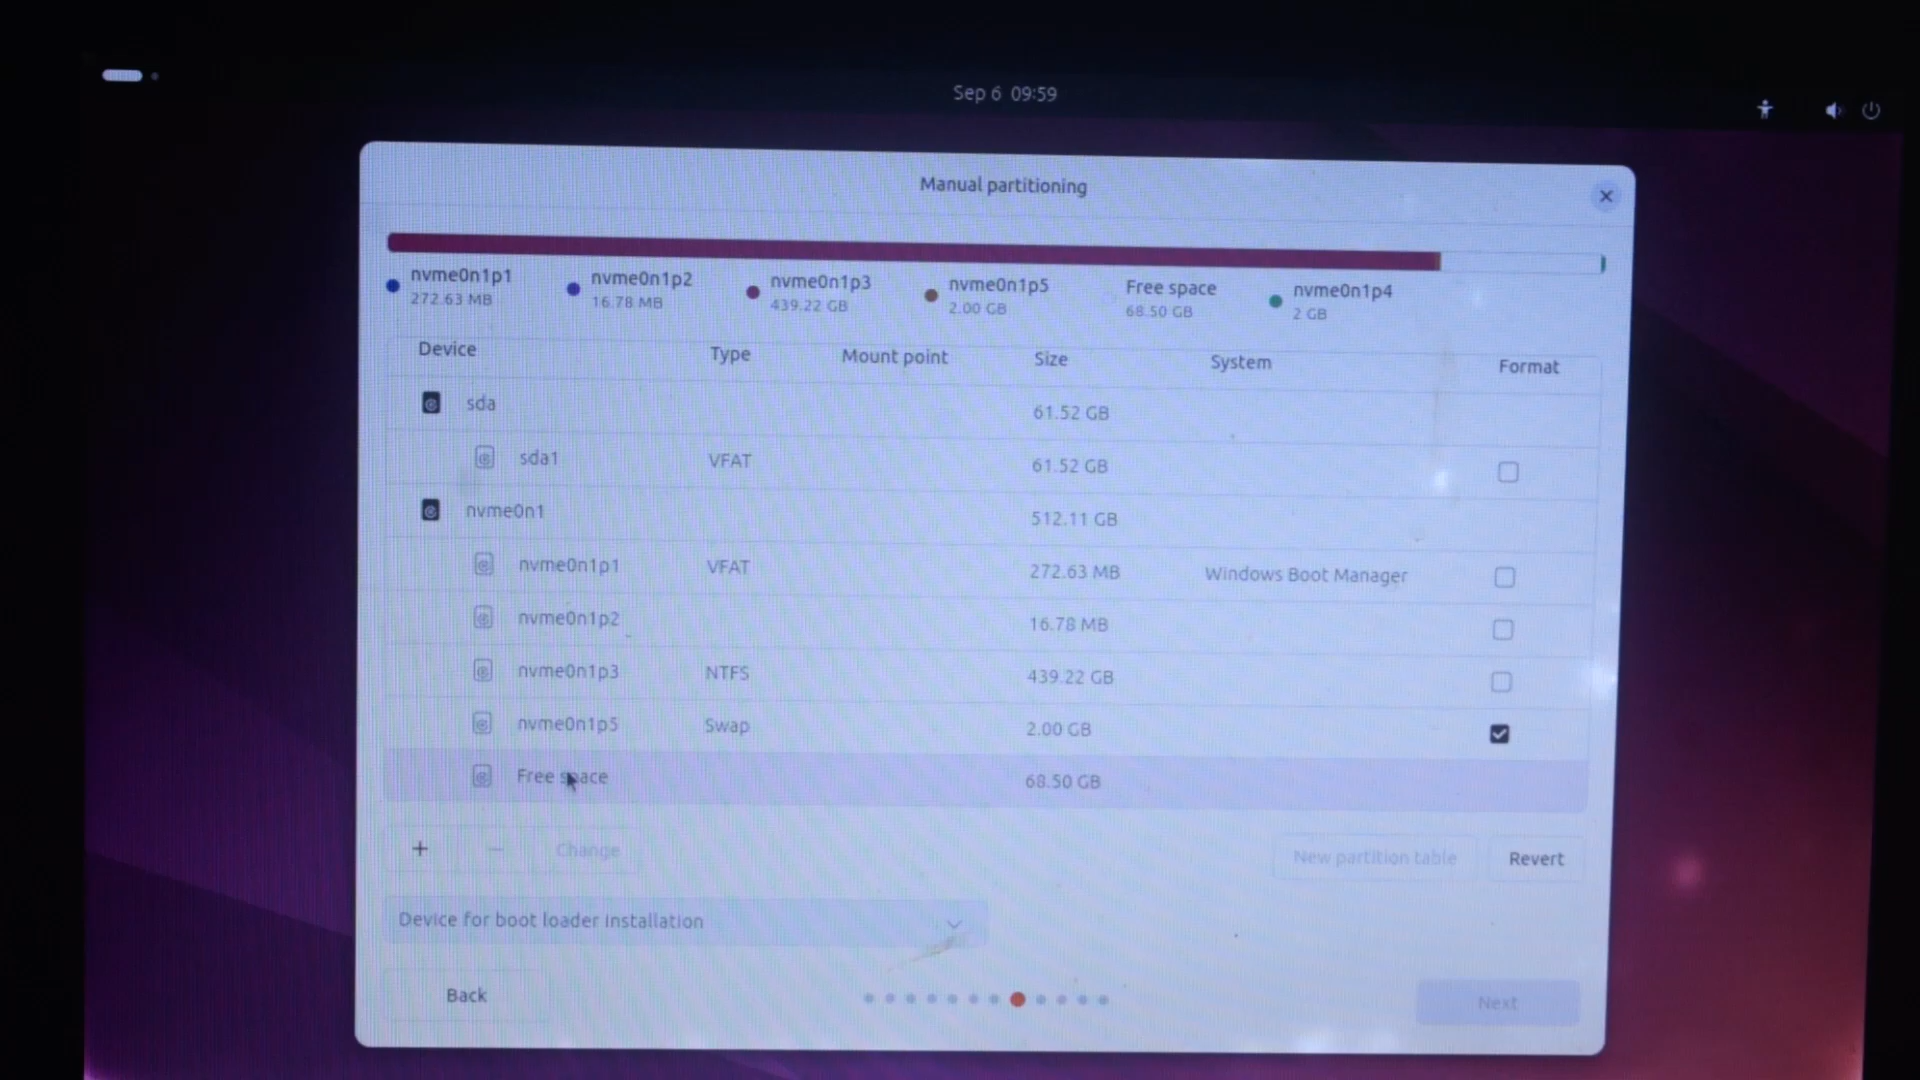 Sep 6 09:59
Manual partitioning
nvme0n1p1 nvme0n1p2 nvme0n1p3 nvme0n1p5 Free space nvme0n1p4
272.63 MB 16.78 MB 439.22 GB 2.00 GB 68.50 GB 2 GB
Device Type Mount point Size System Format
sda 61.52 GB
sda1 VFAT 61.52 GB
nvme0n1 512.11 GB
nvme0n1p1 VFAT 272.63 MB Windows Boot Manager
nvme0n1p2 16.78 MB
nvme0n1p3 NTFS 439.22 GB
nvme0n1p5 Swap 2.00 GB
Free space 68.50 GB
+ − Change New partition table Revert
Device for boot loader installation
Back Next